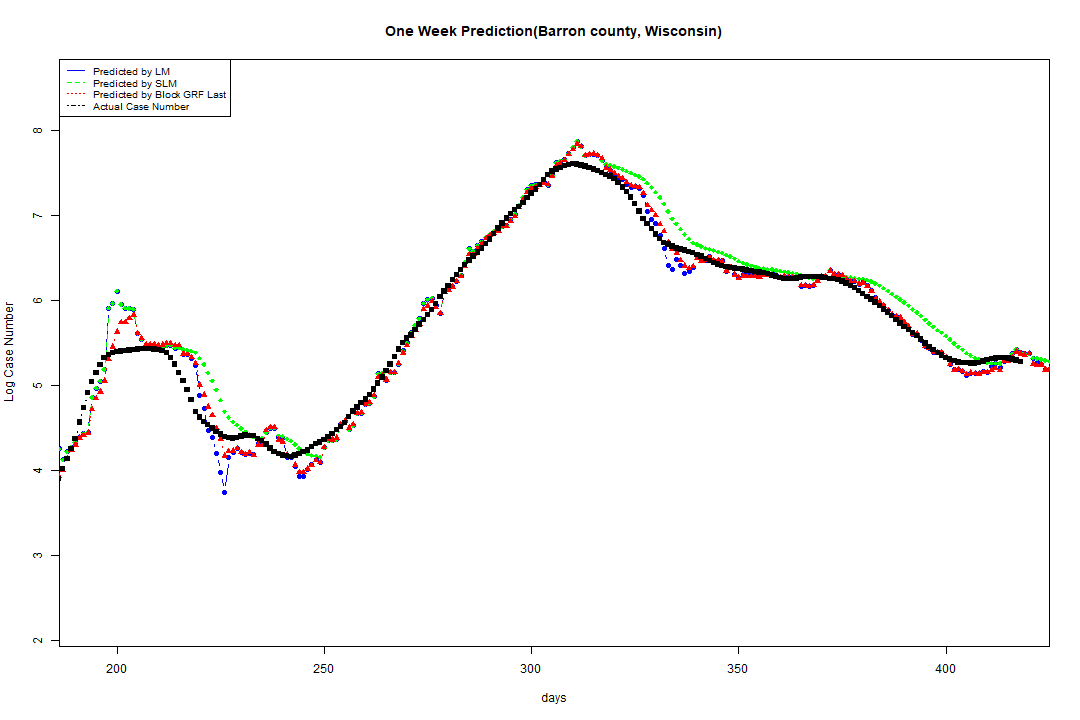 One Week Prediction(Barron county, Wisconsin)
Predicted by LM
Predicted by SLM
Predicted by Block GRF Last
Actual Case Number
Log Case Number
8
7
6
5
4
3
2
200 250 300 350 400
days